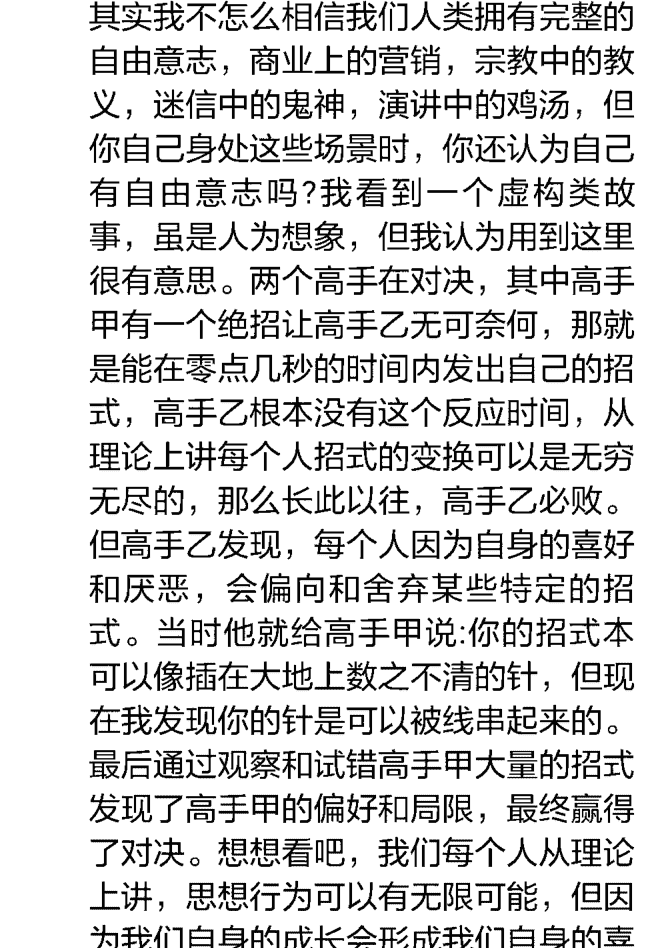 其实我不怎么相信我们人类拥有完整的
自由意志，商业上的营销，宗教中的教
义，迷信中的鬼神，演讲中的鸡汤，但
你自己身处这些场景时，你还认为自己
有自由意志吗?我看到一个虚构类故
事，虽是人为想象，但我认为用到这里
很有意思。两个高手在对决，其中高手
甲有一个绝招让高手乙无可奈何，那就
是能在零点几秒的时间内发出自己的招
式，高手乙根本没有这个反应时间，从
理论上讲每个人招式的变换可以是无穷
无尽的，那么长此以往，高手乙必败。
但高手乙发现，每个人因为自身的喜好
和厌恶，会偏向和舍弃某些特定的招
式。当时他就给高手甲说:你的招式本
可以像插在大地上数之不清的针，但现
在我发现你的针是可以被线串起来的。
最后通过观察和试错高手甲大量的招式
发现了高手甲的偏好和局限，最终赢得
了对决。想想看吧，我们每个人从理论
上讲，思想行为可以有无限可能，但因
为我们自身的成长会形成我们自身的喜